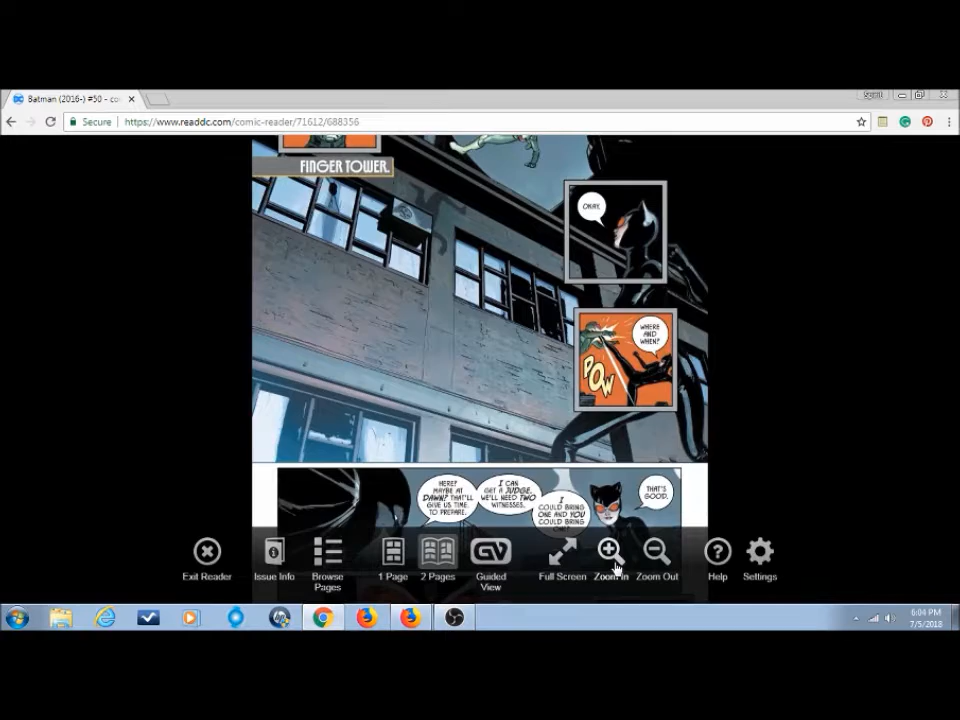 Batman (2016-) #50 - co
Secure
https://www.readdc.com/comic-reader/71612/688356
FINGER TOWER.
OKAY.
WHERE
AND
WHEN?
POW
HERE?
MAYBE AT
DAWN? THAT'LL
GIVE US TIME.
TO PREPARE.
I CAN
GET A JUDGE.
WE'LL NEED TWO
WITNESSES.
I
COULD BRING
ONE AND YOU
COULD BRING
THAT'S
GOOD.
Exit Reader
Issue Info
Browse
Pages
1 Page
2 Pages
Guided
View
Full Screen
Zoom In
Zoom Out
Help
Settings
6:04 PM
7/5/2018